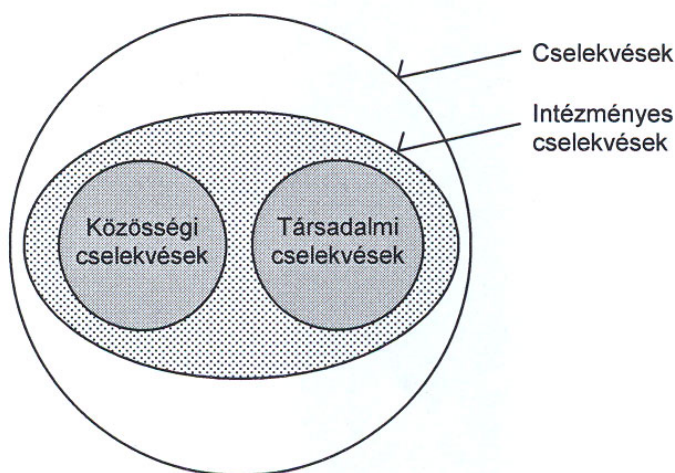 Cselekvések
Intézményes
cselekvések
Közösségi
cselekvések
Társadalmi
cselekvések